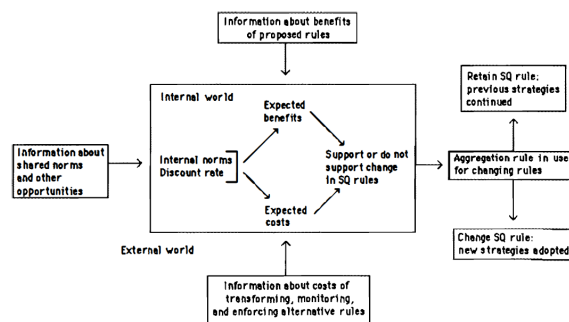 Information about benefits
of proposed rules
Internal world
Expected
benefits
Retain SQ rule:
previous strategies
continued
Information about
shared norms
and other
opportunities
Internal norms
Discount rate
Support or do not
support change
in SQ rules
Aggregation rule in use
for changing rules
Expected
costs
External world
Change SQ rule:
new strategies adopted
Information about costs of
transforming, monitoring,
and enforcing alternative rules